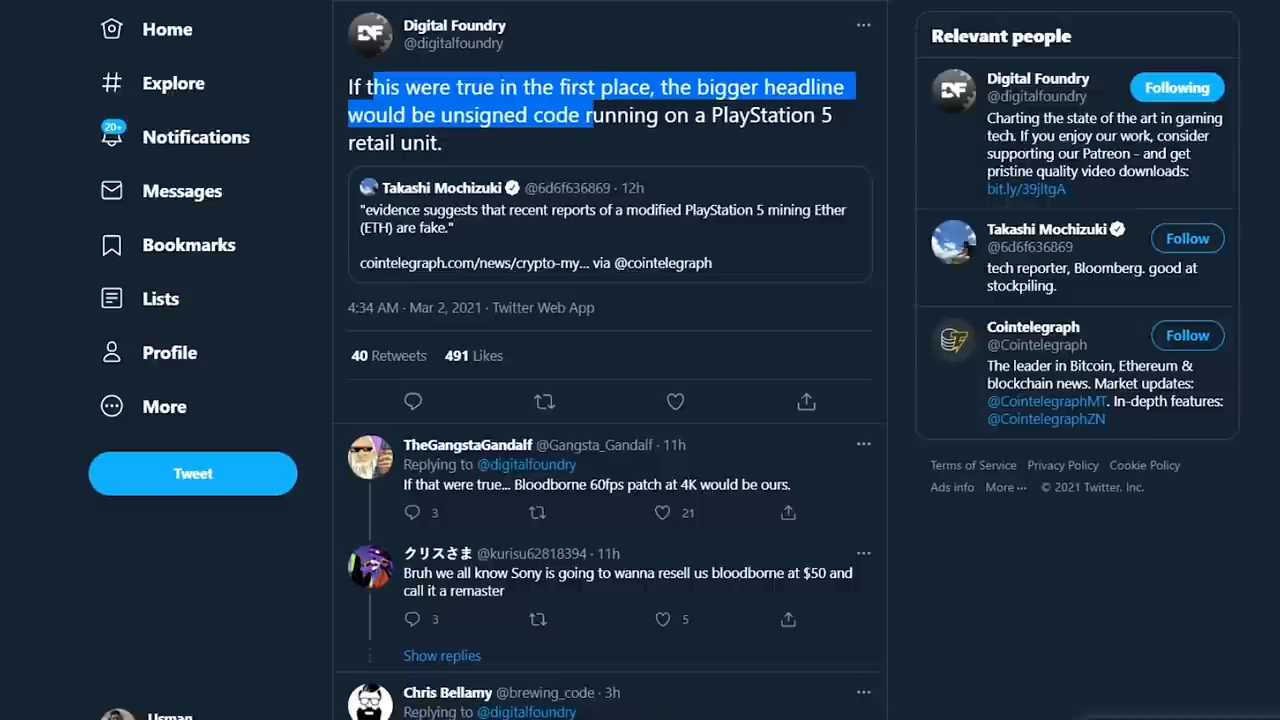 Home
Explore
20+
Notifications
Messages
Bookmarks
Lists
Profile
More
Tweet
Usman
DF
Digital Foundry
@digitalfoundry
If this were true in the first place, the bigger headline
would be unsigned code running on a PlayStation 5
retail unit.
Takashi Mochizuki @6d6f636869 · 12h
"evidence suggests that recent reports of a modified PlayStation 5 mining Ether
(ETH) are fake."
cointelegraph.com/news/crypto-my... via @cointelegraph
4:34 AM · Mar 2, 2021 · Twitter Web App
40 Retweets 491 Likes
TheGangstaGandalf @Gangsta_Gandalf · 11h
Replying to @digitalfoundry
If that were true... Bloodborne 60fps patch at 4K would be ours.
3 21
クリスさま @kurisu62818394 · 11h
Bruh we all know Sony is going to wanna resell us bloodborne at $50 and
call it a remaster
3 5
Show replies
Chris Bellamy @brewing_code · 3h
Replying to @digitalfoundry
Relevant people
DF
Digital Foundry
@digitalfoundry
Following
Charting the state of the art in gaming
tech. If you enjoy our work, consider
supporting our Patreon - and get
pristine quality video downloads:
bit.ly/39jltgA
Takashi Mochizuki
@6d6f636869
Follow
tech reporter, Bloomberg. good at
stockpiling.
Cointelegraph
@Cointelegraph
Follow
The leader in Bitcoin, Ethereum &
blockchain news. Market updates:
@CointelegraphMT. In-depth features:
@CointelegraphZN
Terms of Service Privacy Policy Cookie Policy
Ads info More ··· © 2021 Twitter, Inc.